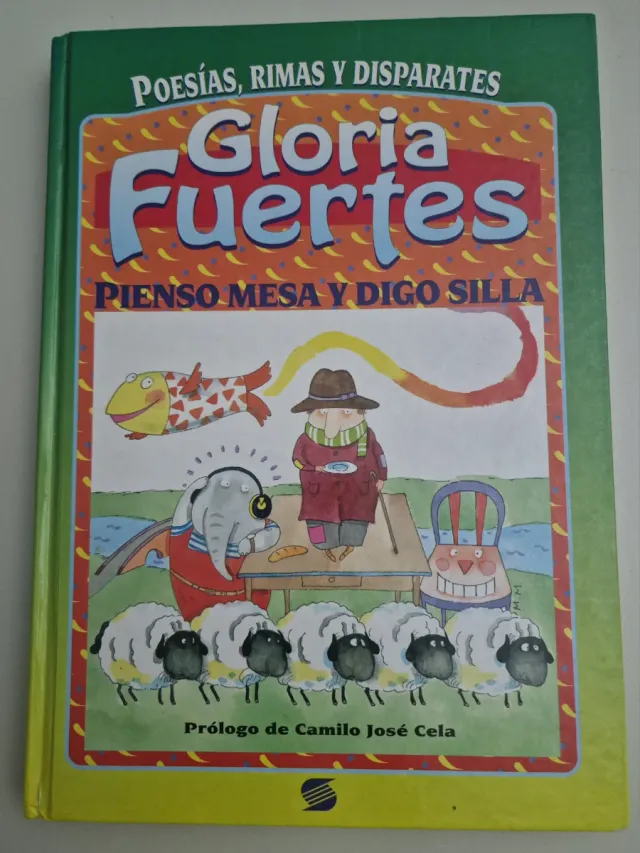 POESÍAS, RIMAS Y DISPARATES
Gloria
Fuertes
PIENSO MESA Y DIGO SILLA
M.M
Prólogo de Camilo José Cela